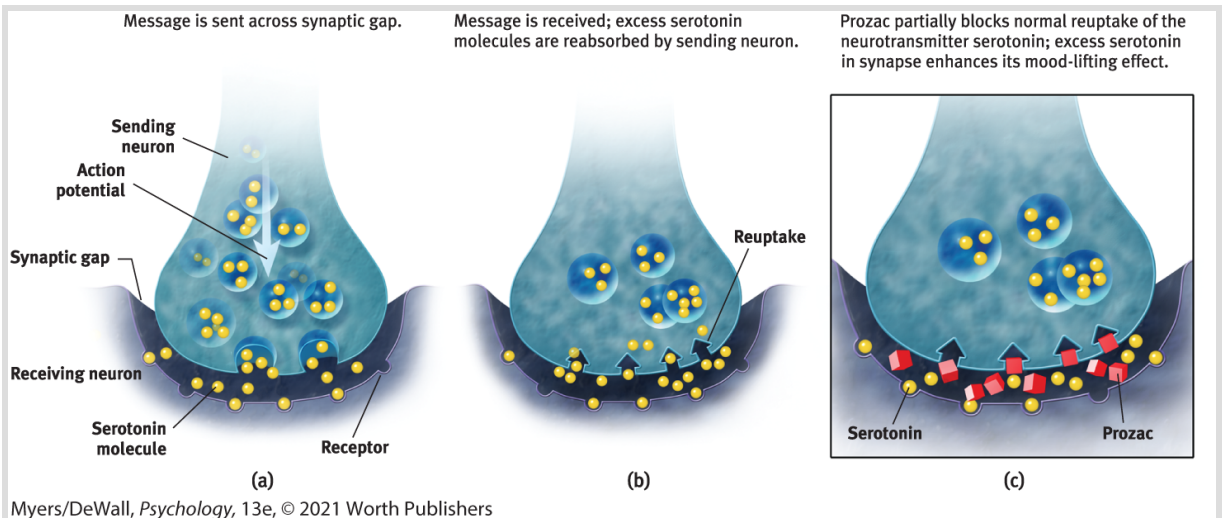 Message is sent across synaptic gap.
Message is received; excess serotonin
molecules are reabsorbed by sending neuron.
Prozac partially blocks normal reuptake of the
neurotransmitter serotonin; excess serotonin
in synapse enhances its mood-lifting effect.
Sending
neuron
Action
potential
Synaptic gap
Receiving neuron
Serotonin
molecule
Receptor
(a)
Reuptake
(b)
Serotonin
Prozac
(c)
Myers/DeWall, Psychology, 13e, © 2021 Worth Publishers